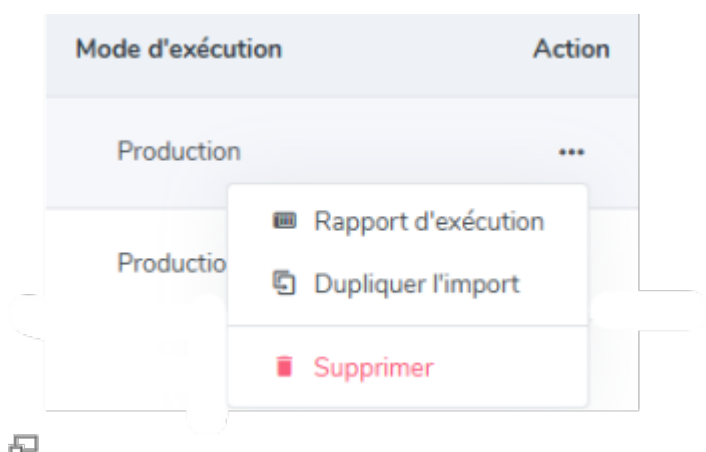 Mode d'exécution Action
Production
Rapport d'exécution
Productio
Dupliquer l'import
Supprimer